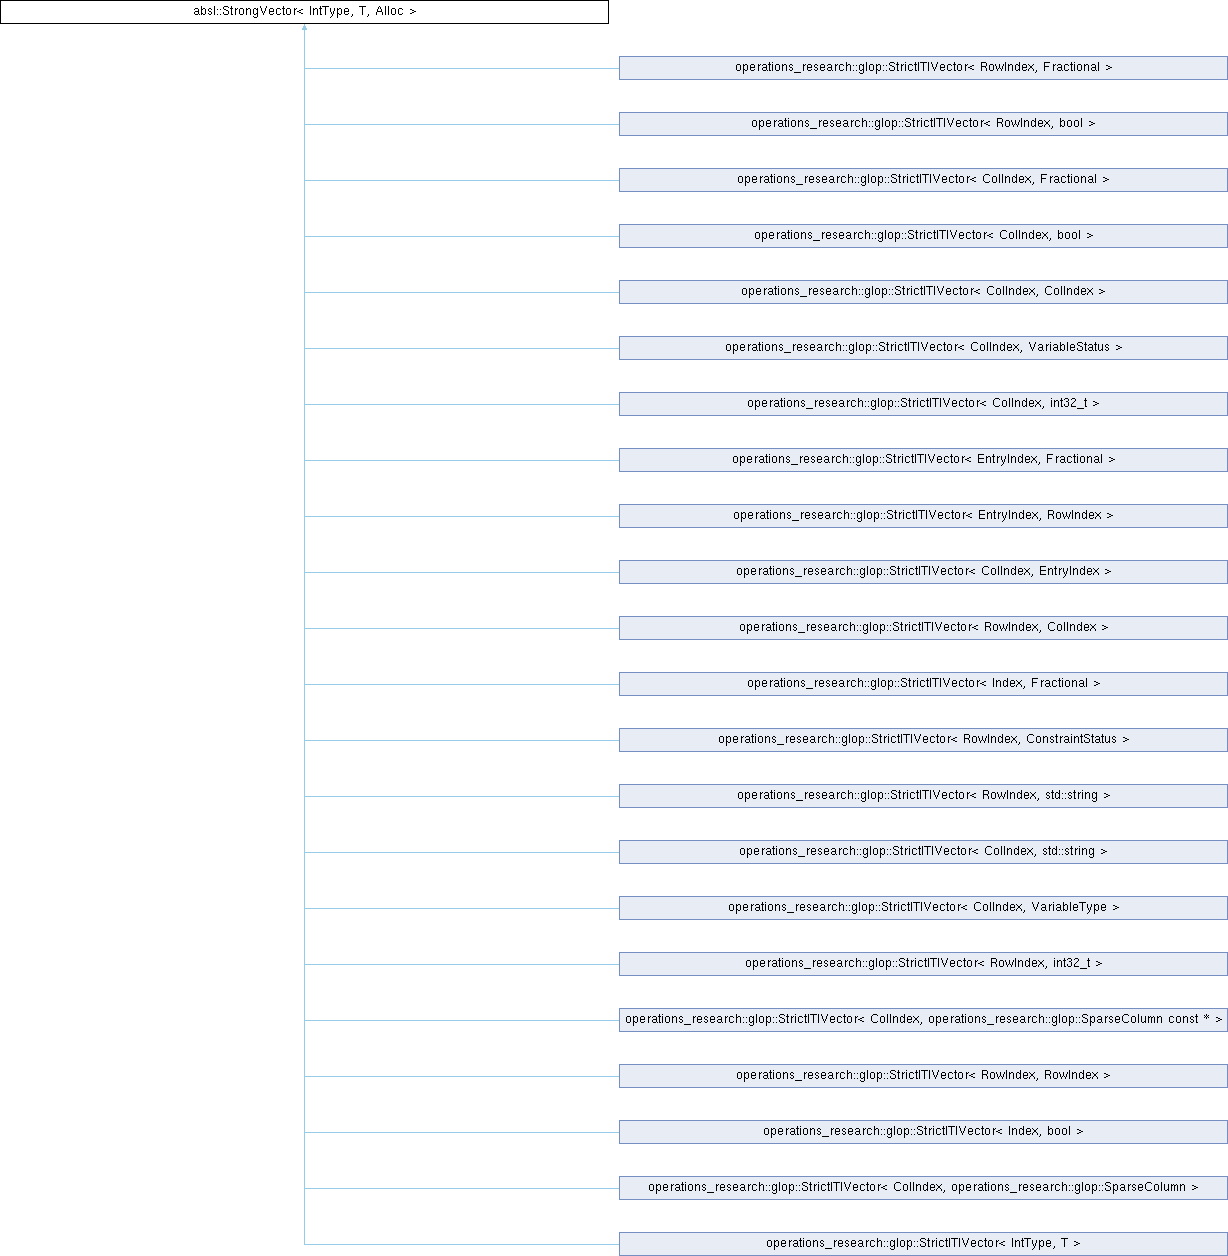 absl::StrongVector< IntType, T, Alloc >
operations_research::glop::StrictITIVector< RowIndex, Fractional >
operations_research::glop::StrictITIVector< RowIndex, bool >
operations_research::glop::StrictITIVector< ColIndex, Fractional >
operations_research::glop::StrictITIVector< ColIndex, bool >
operations_research::glop::StrictITIVector< ColIndex, ColIndex >
operations_research::glop::StrictITIVector< ColIndex, VariableStatus >
operations_research::glop::StrictITIVector< ColIndex, int32_t >
operations_research::glop::StrictITIVector< EntryIndex, Fractional >
operations_research::glop::StrictITIVector< EntryIndex, RowIndex >
operations_research::glop::StrictITIVector< ColIndex, EntryIndex >
operations_research::glop::StrictITIVector< RowIndex, ColIndex >
operations_research::glop::StrictITIVector< Index, Fractional >
operations_research::glop::StrictITIVector< RowIndex, ConstraintStatus >
operations_research::glop::StrictITIVector< RowIndex, std::string >
operations_research::glop::StrictITIVector< ColIndex, std::string >
operations_research::glop::StrictITIVector< ColIndex, VariableType >
operations_research::glop::StrictITIVector< RowIndex, int32_t >
operations_research::glop::StrictITIVector< ColIndex, operations_research::glop::SparseColumn const * >
operations_research::glop::StrictITIVector< RowIndex, RowIndex >
operations_research::glop::StrictITIVector< Index, bool >
operations_research::glop::StrictITIVector< ColIndex, operations_research::glop::SparseColumn >
operations_research::glop::StrictITIVector< IntType, T >